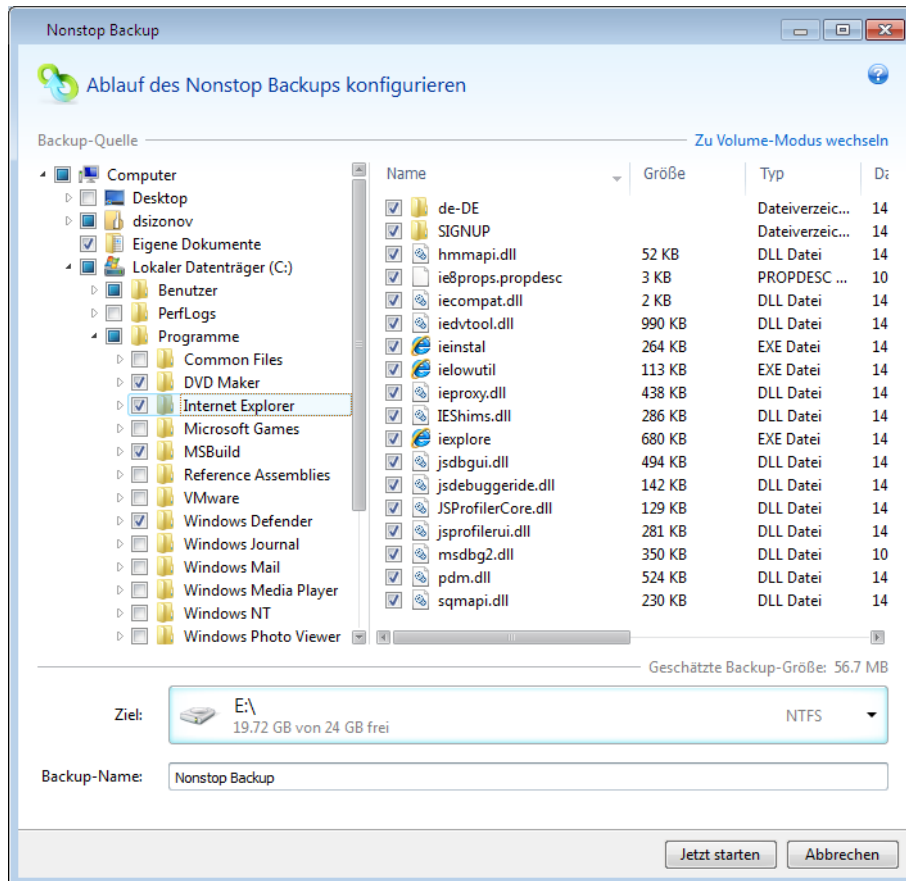 Nonstop Backup
Ablauf des Nonstop Backups konfigurieren
Backup-Quelle
Zu Volume-Modus wechseln
Computer
Desktop
dsizonov
Eigene Dokumente
Lokaler Datenträger (C:)
Benutzer
PerfLogs
Programme
Common Files
DVD Maker
Internet Explorer
Microsoft Games
MSBuild
Reference Assemblies
VMware
Windows Defender
Windows Journal
Windows Mail
Windows Media Player
Windows NT
Windows Photo Viewer
Name Größe Typ Da
de-DE Dateiverzeic... 14
SIGNUP Dateiverzeic... 14
hmmapi.dll 52 KB DLL Datei 14
ie8props.propdesc 3 KB PROPDESC ... 10
iecompat.dll 2 KB DLL Datei 14
iedvtool.dll 990 KB DLL Datei 14
ieinstal 264 KB EXE Datei 14
ielowutil 113 KB EXE Datei 14
ieproxy.dll 438 KB DLL Datei 14
IEShims.dll 286 KB DLL Datei 14
iexplore 680 KB EXE Datei 14
jsdbgui.dll 494 KB DLL Datei 14
jsdebuggeride.dll 142 KB DLL Datei 14
JSProfilerCore.dll 129 KB DLL Datei 14
jsprofilerui.dll 281 KB DLL Datei 14
msdbg2.dll 350 KB DLL Datei 10
pdm.dll 524 KB DLL Datei 14
sqmapi.dll 230 KB DLL Datei 14
Geschätzte Backup-Größe: 56.7 MB
Ziel:
E:\
19.72 GB von 24 GB frei
NTFS
Backup-Name: Nonstop Backup
Jetzt starten Abbrechen